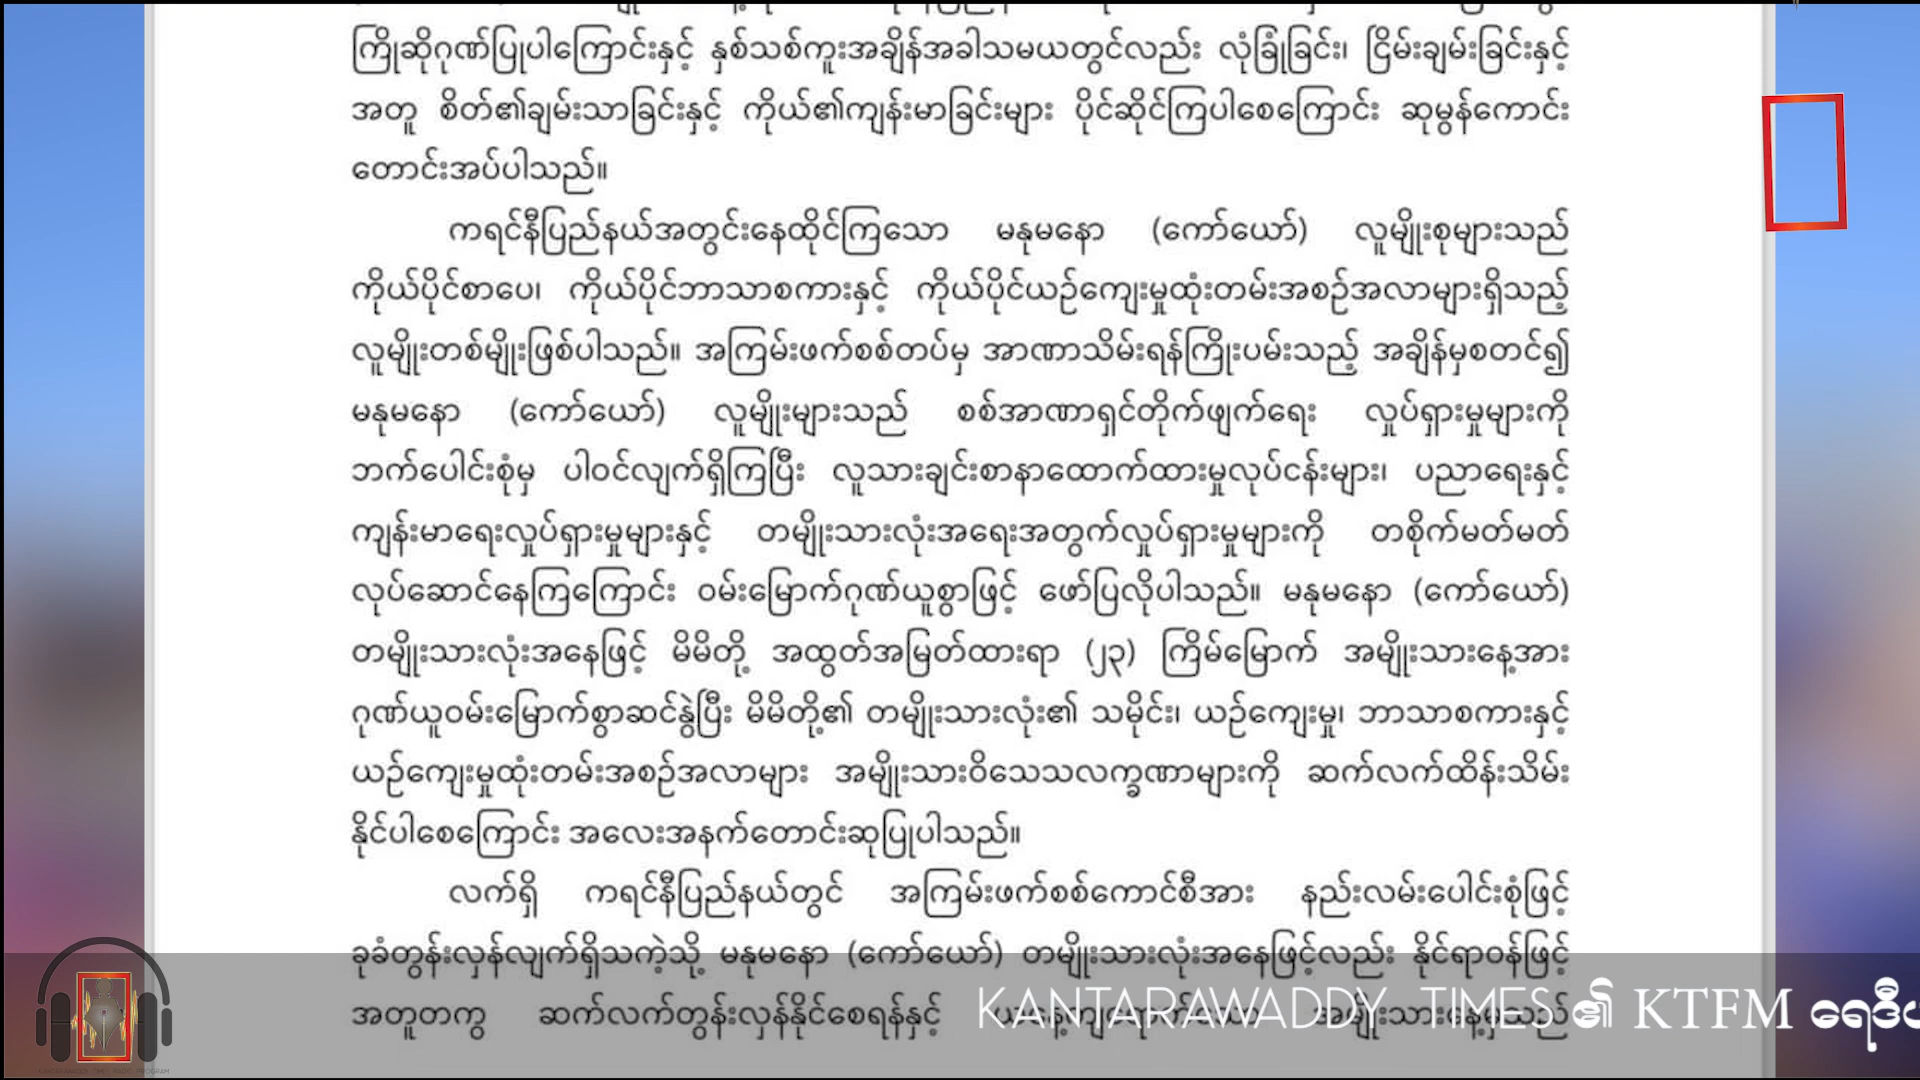 ကြိုဆိုဂုဏ်ပြုပါကြောင်းနှင့် နှစ်သစ်ကူးအချိန်အခါသမယတွင်လည်း လုံခြုံခြင်း၊ ငြိမ်းချမ်းခြင်းနှင့်
အတူ စိတ်၏ချမ်းသာခြင်းနှင့် ကိုယ်၏ကျန်းမာခြင်းများ ပိုင်ဆိုင်ကြပါစေကြောင်း ဆုမွန်ကောင်း
တောင်းအပ်ပါသည်။
ကရင်နီပြည်နယ်အတွင်းနေထိုင်ကြသော မနုမနော (ကော်ယော်) လူမျိုးစုများသည်
ကိုယ်ပိုင်စာပေ၊ ကိုယ်ပိုင်ဘာသာစကားနှင့် ကိုယ်ပိုင်ယဉ်ကျေးမှုထုံးတမ်းအစဉ်အလာများရှိသည့်
လူမျိုးတစ်မျိုးဖြစ်ပါသည်။ အကြမ်းဖက်စစ်တပ်မှ အာဏာသိမ်းရန်ကြိုးပမ်းသည့် အချိန်မှစတင်၍
မနုမနော (ကော်ယော်) လူမျိုးများသည် စစ်အာဏာရှင်တိုက်ဖျက်ရေး လှုပ်ရှားမှုများကို
ဘက်ပေါင်းစုံမှ ပါဝင်လျက်ရှိကြပြီး လူသားချင်းစာနာထောက်ထားမှုလုပ်ငန်းများ၊ ပညာရေးနှင့်
ကျန်းမာရေးလှုပ်ရှားမှုများနှင့် တမျိုးသားလုံးအရေးအတွက်လှုပ်ရှားမှုများကို တစိုက်မတ်မတ်
လုပ်ဆောင်နေကြကြောင်း ဝမ်းမြောက်ဂုဏ်ယူစွာဖြင့် ဖော်ပြလိုပါသည်။ မနုမနော (ကော်ယော်)
တမျိုးသားလုံးအနေဖြင့် မိမိတို့ အထွတ်အမြတ်ထားရာ (၂၃) ကြိမ်မြောက် အမျိုးသားနေ့အား
ဂုဏ်ယူဝမ်းမြောက်စွာဆင်နွှဲပြီး မိမိတို့၏ တမျိုးသားလုံး၏ သမိုင်း၊ ယဉ်ကျေးမှု၊ ဘာသာစကားနှင့်
ယဉ်ကျေးမှုထုံးတမ်းအစဉ်အလာများ အမျိုးသားဝိသေသလက္ခဏာများကို ဆက်လက်ထိန်းသိမ်း
နိုင်ပါစေကြောင်း အလေးအနက်တောင်းဆုပြုပါသည်။
လက်ရှိ ကရင်နီပြည်နယ်တွင် အကြမ်းဖက်စစ်ကောင်စီအား နည်းလမ်းပေါင်းစုံဖြင့်
ခုခံတွန်းလှန်လျက်ရှိသကဲ့သို့ မနုမနော (ကော်ယော်) တမျိုးသားလုံးအနေဖြင့်လည်း နိုင်ရာဝန်ဖြင့်
အတူတကွ ဆက်လက်တွန်းလှန်နိုင်စေရန်နှင့် အမျိုးသားနေ့မှသည်
KANTARAWADDY TIMES ၏ KTFM ရေဒီယ